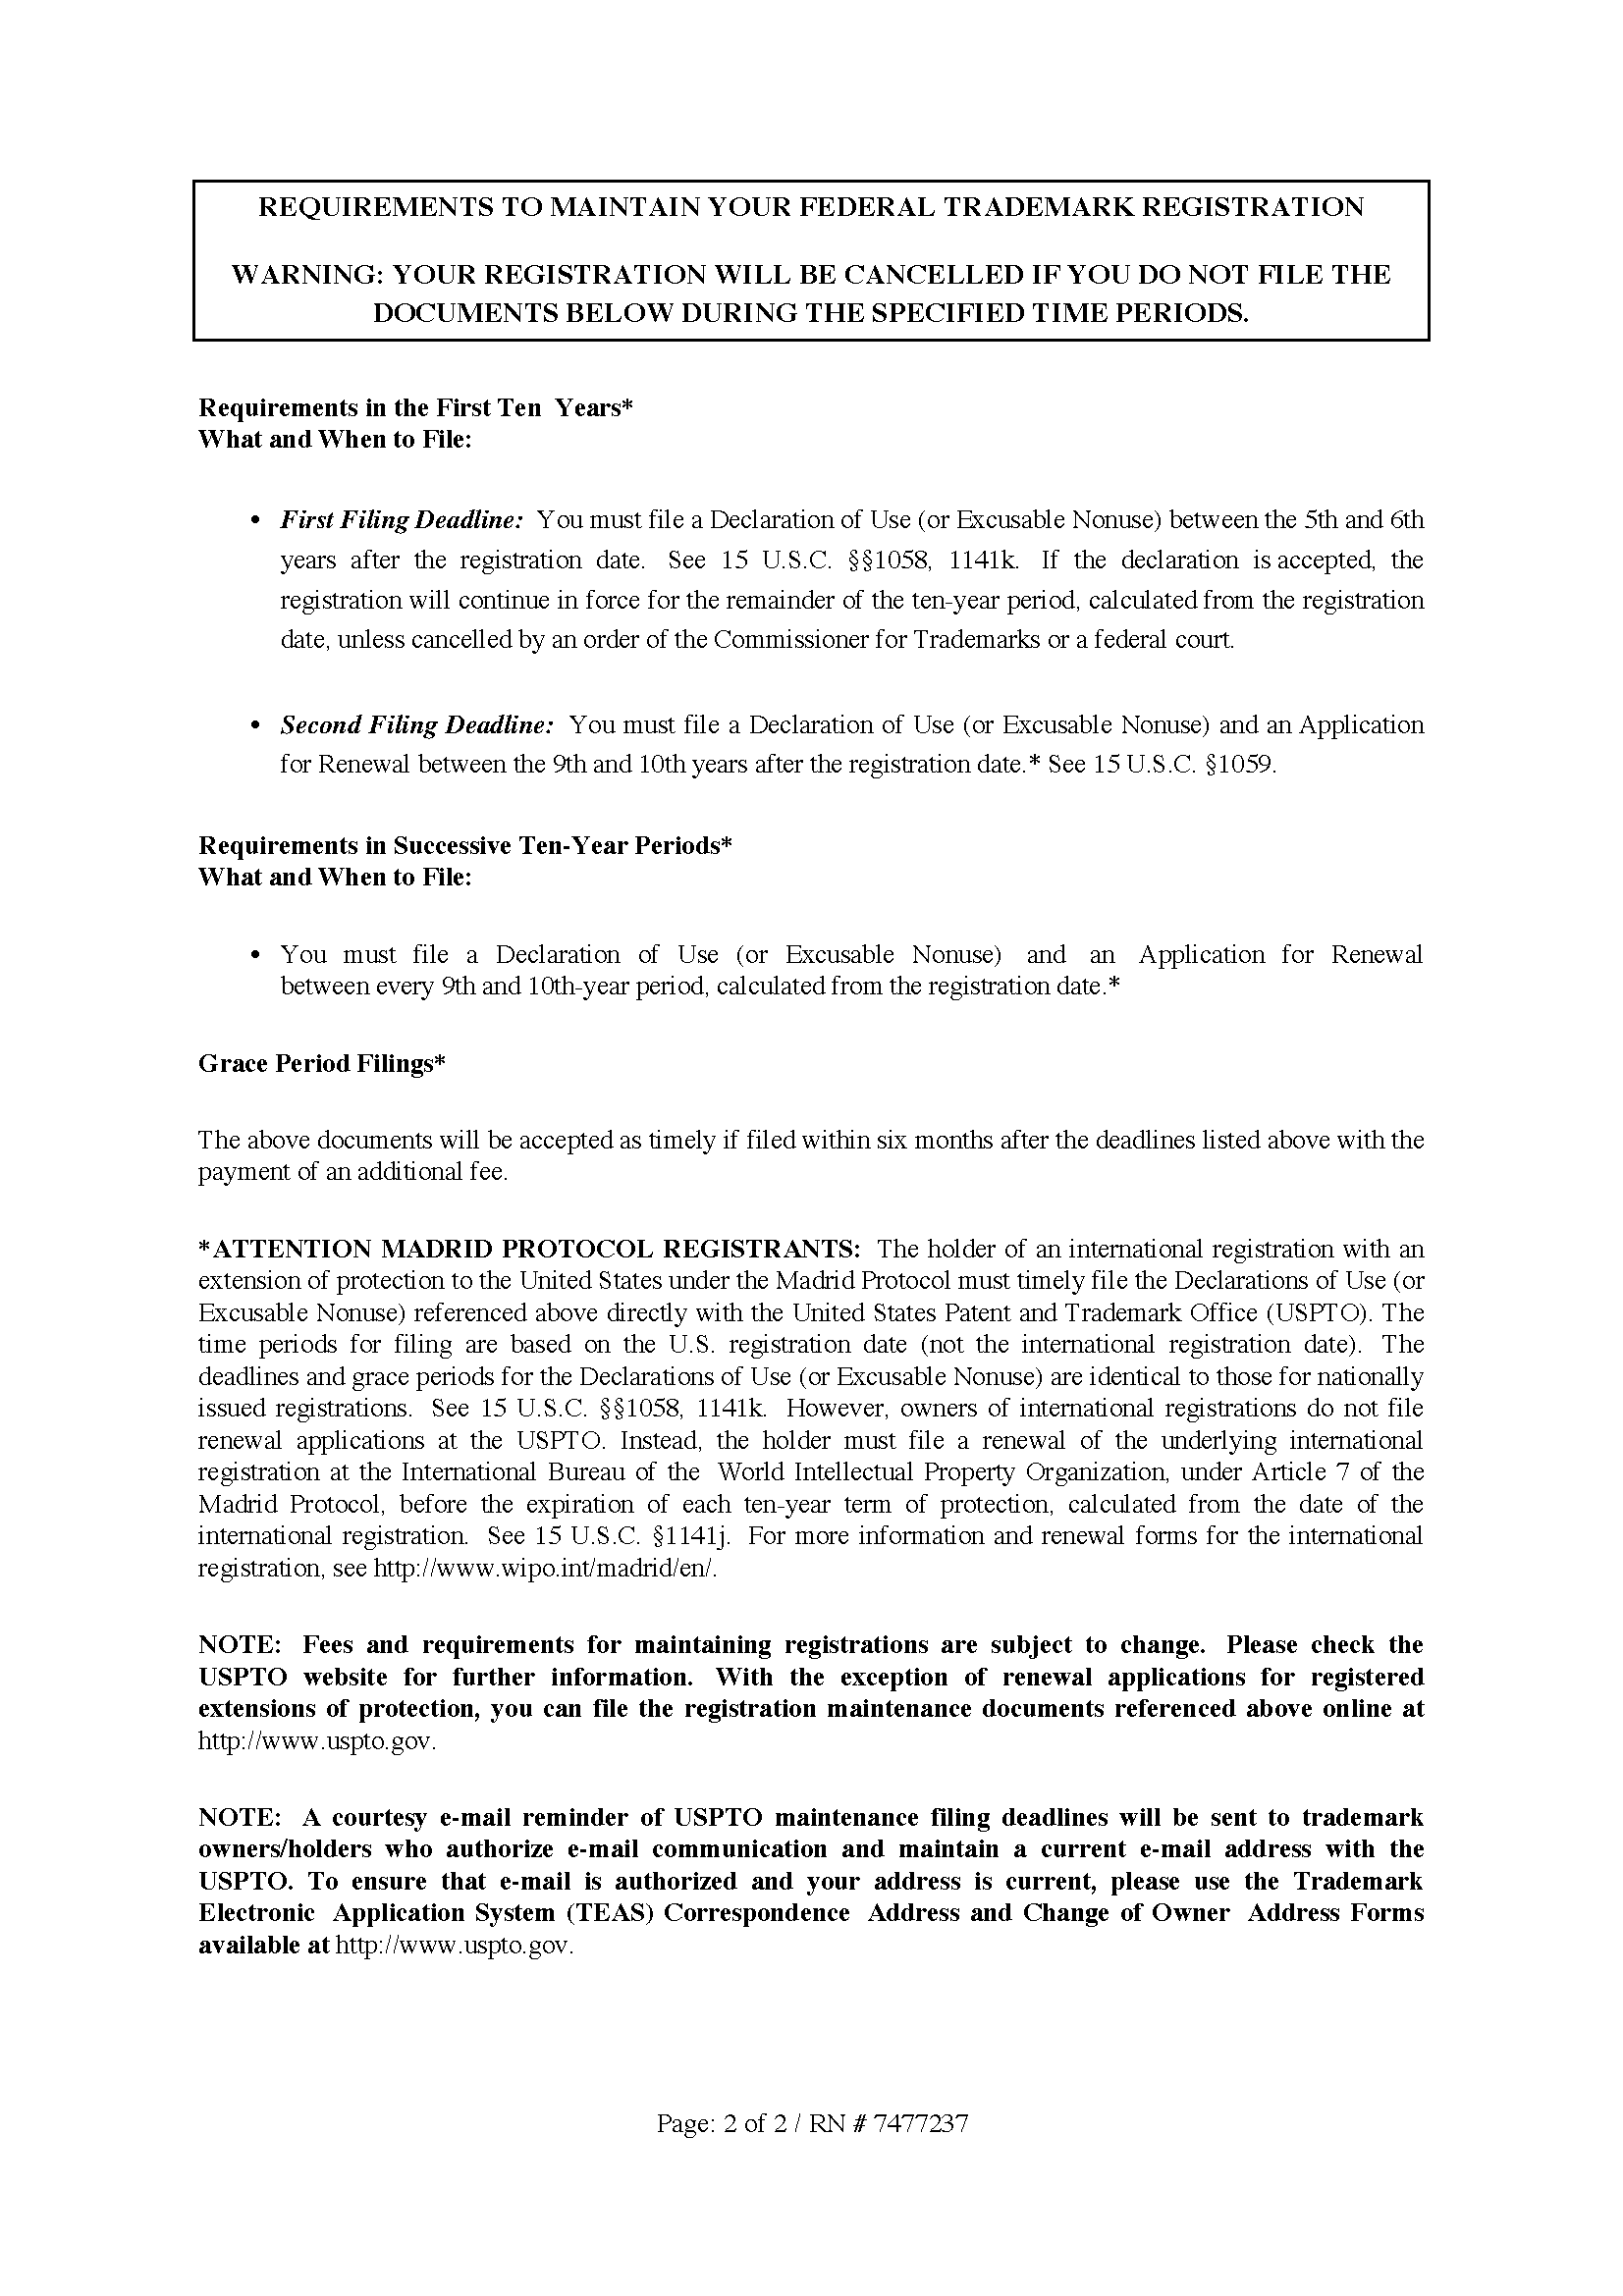 REQUIREMENTS TO MAINTAIN YOUR FEDERAL TRADEMARK REGISTRATION
WARNING: YOUR REGISTRATION WILL BE CANCELLED IF YOU DO NOT FILE THE
DOCUMENTS BELOW DURING THE SPECIFIED TIME PERIODS.
Requirements in the First Ten Years*
What and When to File:
• First Filing Deadline: You must file a Declaration of Use (or Excusable Nonuse) between the 5th and 6th
years after the registration date. See 15 U.S.C. §§1058, 1141k. If the declaration is accepted, the
registration will continue in force for the remainder of the ten-year period, calculated from the registration
date, unless cancelled by an order of the Commissioner for Trademarks or a federal court.
• Second Filing Deadline: You must file a Declaration of Use (or Excusable Nonuse) and an Application
for Renewal between the 9th and 10th years after the registration date.* See 15 U.S.C. §1059.
Requirements in Successive Ten-Year Periods*
What and When to File:
• You must file a Declaration of Use (or Excusable Nonuse) and an Application for Renewal
between every 9th and 10th-year period, calculated from the registration date.*
Grace Period Filings*
The above documents will be accepted as timely if filed within six months after the deadlines listed above with the
payment of an additional fee.
*ATTENTION MADRID PROTOCOL REGISTRANTS: The holder of an international registration with an
extension of protection to the United States under the Madrid Protocol must timely file the Declarations of Use (or
Excusable Nonuse) referenced above directly with the United States Patent and Trademark Office (USPTO). The
time periods for filing are based on the U.S. registration date (not the international registration date). The
deadlines and grace periods for the Declarations of Use (or Excusable Nonuse) are identical to those for nationally
issued registrations. See 15 U.S.C. §§1058, 1141k. However, owners of international registrations do not file
renewal applications at the USPTO. Instead, the holder must file a renewal of the underlying international
registration at the International Bureau of the World Intellectual Property Organization, under Article 7 of the
Madrid Protocol, before the expiration of each ten-year term of protection, calculated from the date of the
international registration. See 15 U.S.C. §1141j. For more information and renewal forms for the international
registration, see http://www.wipo.int/madrid/en/.
NOTE: Fees and requirements for maintaining registrations are subject to change. Please check the
USPTO website for further information. With the exception of renewal applications for registered
extensions of protection, you can file the registration maintenance documents referenced above online at
http://www.uspto.gov.
NOTE: A courtesy e-mail reminder of USPTO maintenance filing deadlines will be sent to trademark
owners/holders who authorize e-mail communication and maintain a current e-mail address with the
USPTO. To ensure that e-mail is authorized and your address is current, please use the Trademark
Electronic Application System (TEAS) Correspondence Address and Change of Owner Address Forms
available at http://www.uspto.gov.
Page: 2 of 2 / RN # 7477237